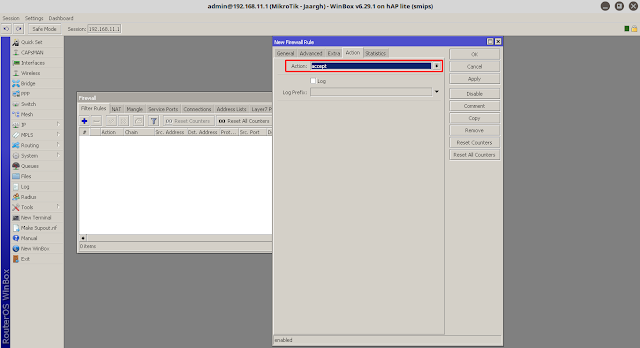 admin@192.168.11.1 (MikroTik - Jaargh) - WinBox v6.29.1 on hAP lite (smips)
Session Settings Dashboard
Safe Mode Session: 192.168.11.1
Quick Set
CAPsMAN
Interfaces
Wireless
Bridge
PPP
Switch
Mesh
IP
MPLS
Routing
System
Queues
Files
Log
Radius
Tools
New Terminal
Make Supout.rif
Manual
New WinBox
Exit
RouterOS WinBox
Firewall
Filter Rules NAT Mangle Service Ports Connections Address Lists Layer7
Reset Counters Reset All Counters
# Action Chain Src. Address Dst. Address Prot... Src. Port
0 items
New Firewall Rule
General Advanced Extra Action Statistics
Action: accept
Log
Log Prefix:
OK
Cancel
Apply
Disable
Comment
Copy
Remove
Reset Counters
Reset All Counters
enabled